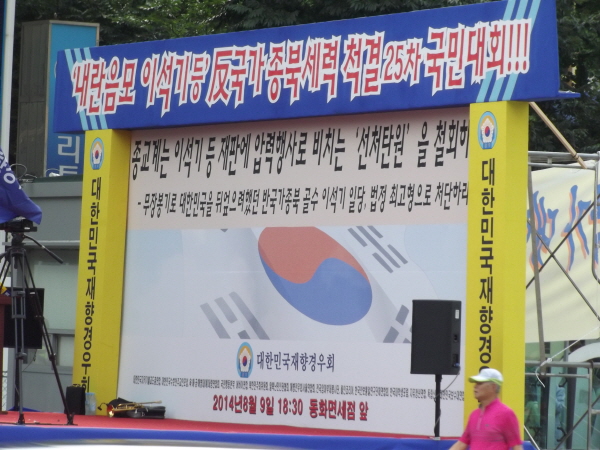 '내란음모 이석기등' 反국가 종북세력 척결 25차 국민대회!!!
종교계는 이석기 등 재판에 압력행사로 비치는 '선처탄원' 을 철회하
- 무장봉기로 대한민국을 뒤엎으려했던 반국가종북 골수 이석기 일당, 법정 최고형으로 처단하라
대한민국재향경우회
대한민국재향경우회
대한민국재향경우회
2014년8월 9일 18:30 동화면세점 앞